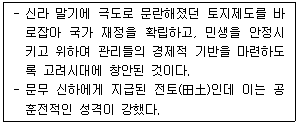 - 신라 말기에 극도로 문란해졌던 토지제도를 바
로잡아 국가 재정을 확립하고, 민생을 안정시
키고 위하여 관리들의 경제적 기반을 마련하도
록 고려시대에 창안된 것이다.
- 문무 신하에게 지급된 전토(田土)인데 이는 공
훈전적인 성격이 강했다.